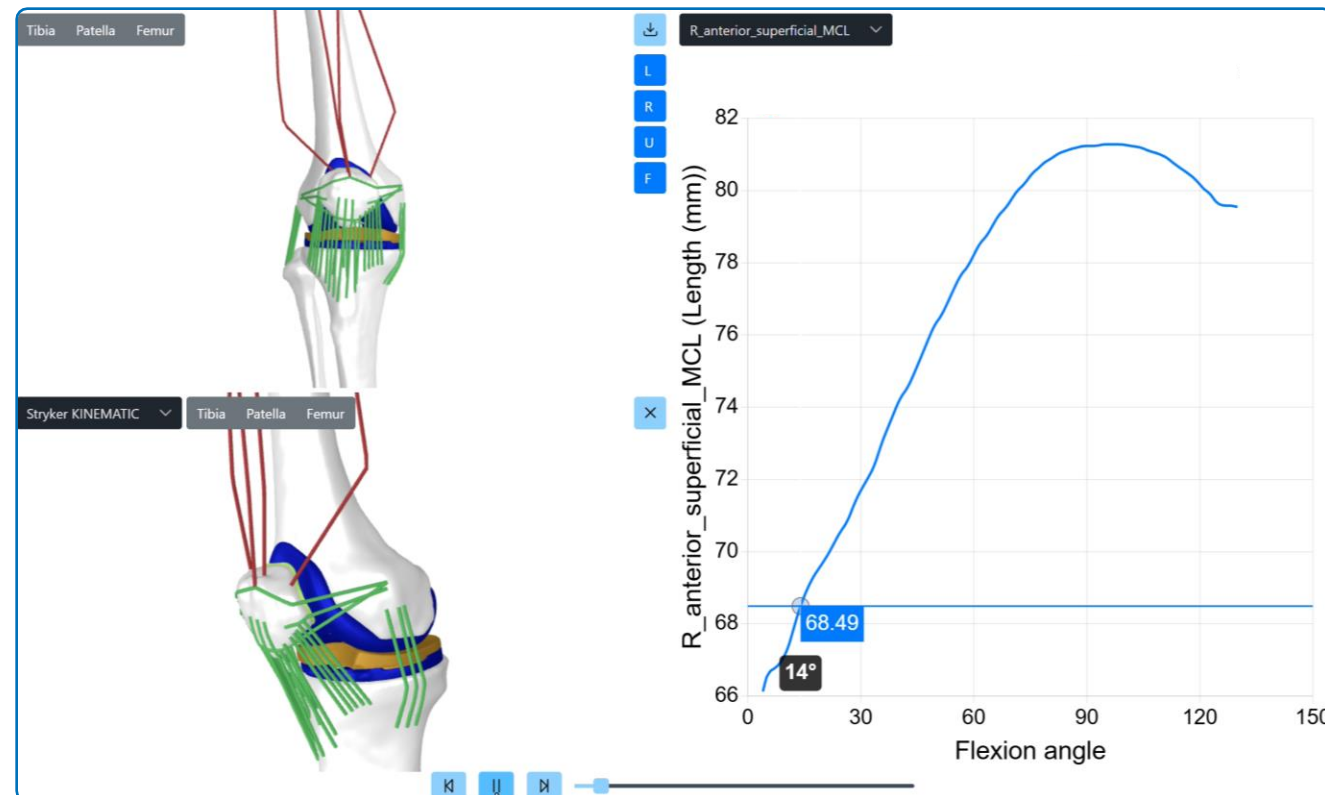 Tibia Patella Femur
L
R
U
F
Stryker KINEMATIC Tibia Patella Femur
R_anterior_superficial_MCL
R_anterior_superficial_MCL (Length (mm))
82
80
78
76
74
72
70
68
66
68.49
14°
0 30 60 90 120 150
Flexion angle